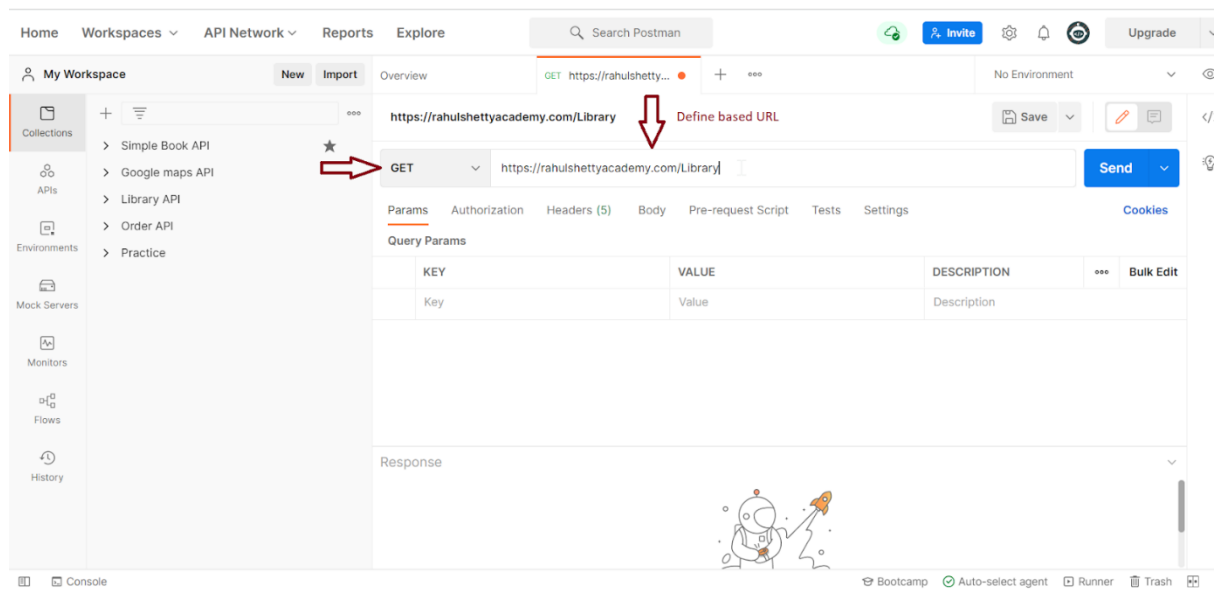 Home Workspaces API Network Reports Explore Search Postman Invite Upgrade
My Workspace New Import Overview GET https://rahulshetty... No Environment
Collections
https://rahulshettyacademy.com/Library Define based URL Save
Simple Book API
Google maps API
Library API
Order API
Practice
APIs
Environments
Mock Servers
Monitors
Flows
History
GET https://rahulshettyacademy.com/Library Send
Params Authorization Headers (5) Body Pre-request Script Tests Settings Cookies
Query Params
KEY VALUE DESCRIPTION Bulk Edit
Key Value Description
Response
Console Bootcamp Auto-select agent Runner Trash